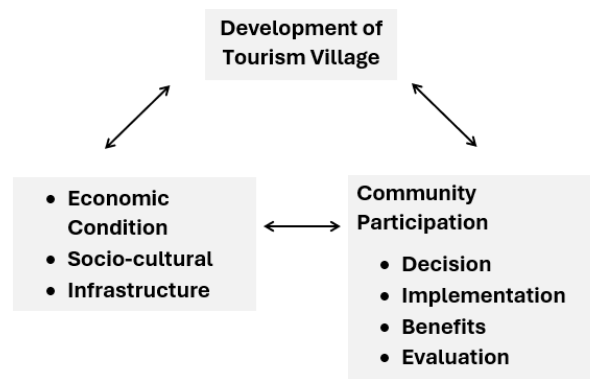 Development of
Tourism Village
• Economic
Condition
• Socio-cultural
• Infrastructure
Community
Participation
• Decision
• Implementation
• Benefits
• Evaluation